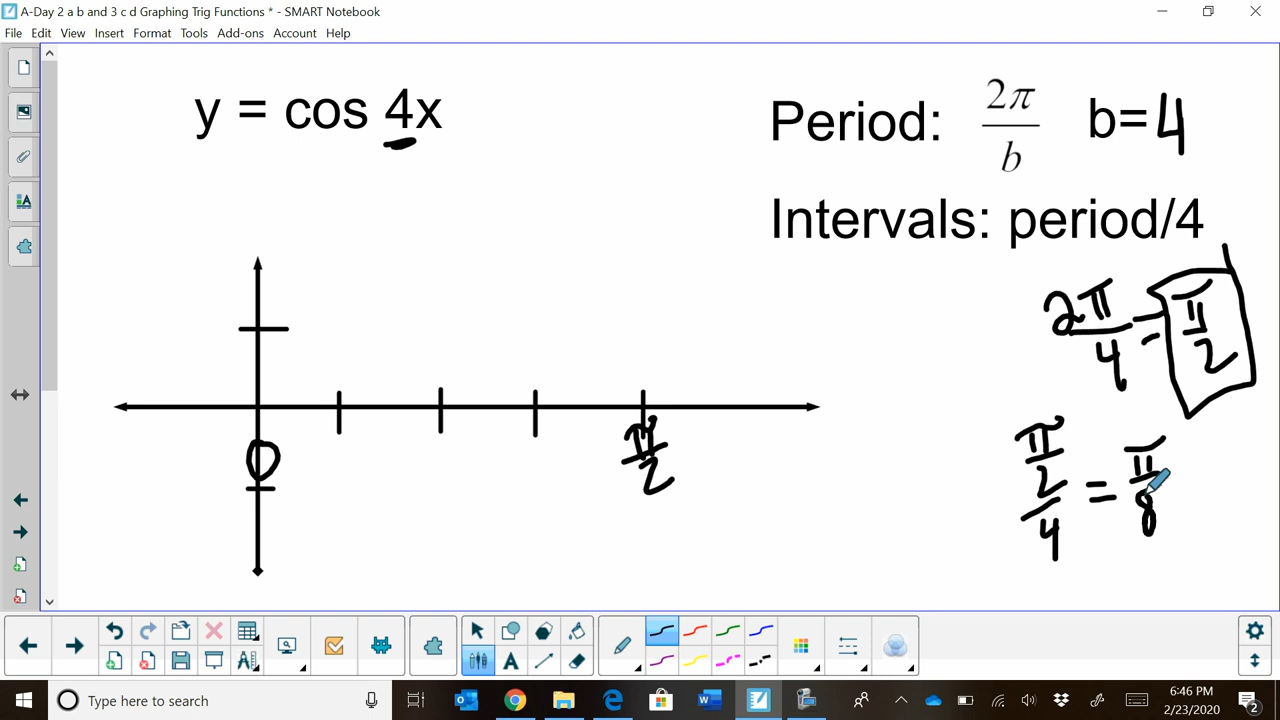 A-Day 2 a b and 3 c d Graphing Trig Functions * - SMART Notebook
File Edit View Insert Format Tools Add-ons Account Help
y = cos 4x
Period: 2π/b b=4
Intervals: period/4
2π/4 = π/2
0
π/2
π/2/4 = π/8
Type here to search
6:46 PM
2/23/2020
2